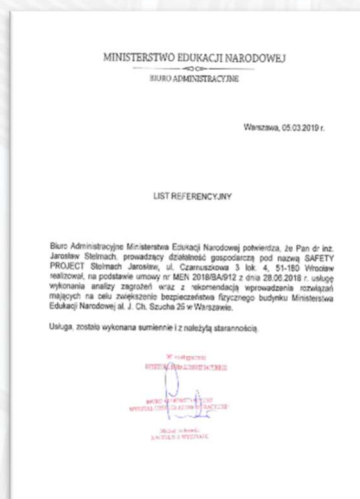 MINISTERSTWO EDUKACJI NARODOWEJ
BIURO ADMINISTRACYJNE
Warszawa, 05.03.2019 r.
LIST REFERENCYJNY
Biuro Administracyjne Ministerstwa Edukacji Narodowej potwierdza, że Pan dr inż.
Jarosław Stelmach, prowadzący działalność gospodarczą pod nazwą SAFETY
PROJECT Stelmach Jarosław, ul. Czarnuszkowa 3 lok. 4, 51-180 Wrocław
realizował, na podstawie umowy nr MEN 2018/BA/912 z dnia 28.06.2018 r. usługę
wykonania analizy zagrożeń wraz z rekomendacją wprowadzenia rozwiązań
mających na celu zwiększenie bezpieczeństwa fizycznego budynku Ministerstwa
Edukacji Narodowej al. J. Ch. Szucha 25 w Warszawie.
Usługa, została wykonana sumiennie i z należytą starannością.
W zastępstwie